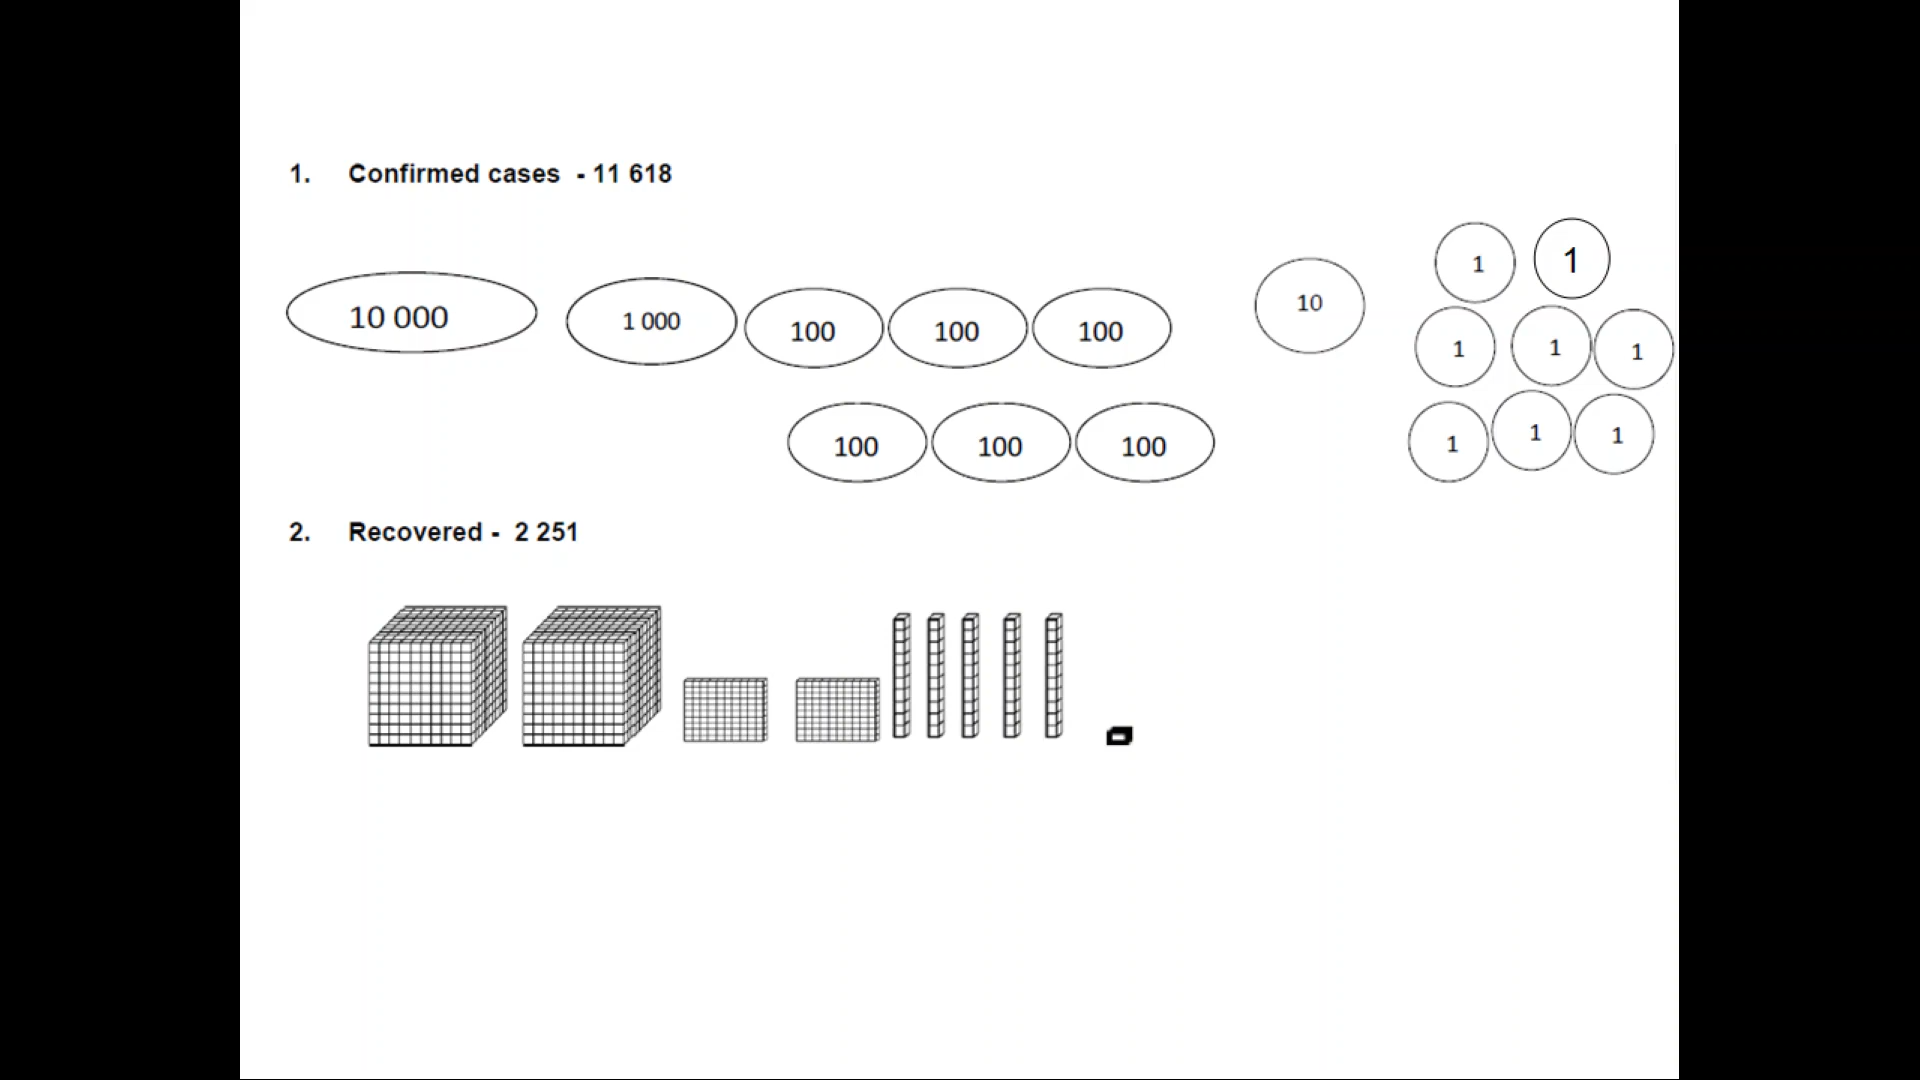 1. Confirmed cases - 11 618
1 1
10 000 1 000 100 100 100 10
1 1 1
100 100 100 1 1 1
2. Recovered - 2 251